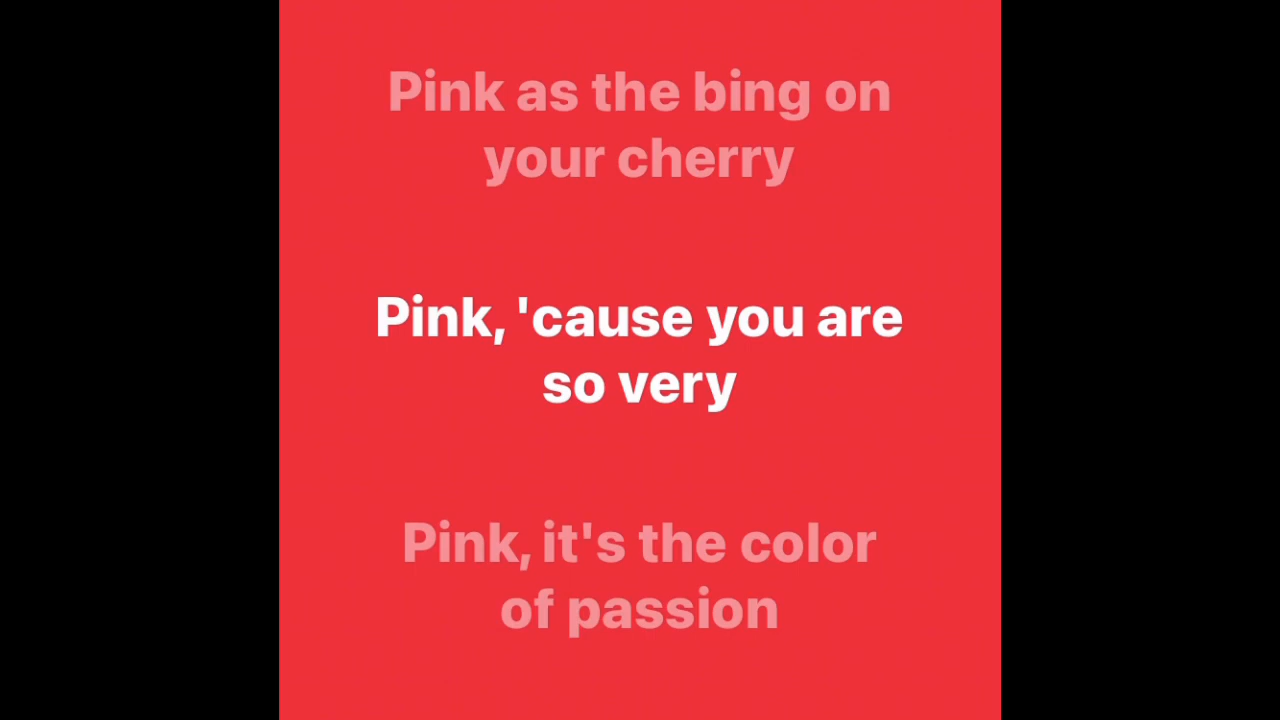 Pink as the bing on
your cherry
Pink, 'cause you are
so very
Pink, it's the color
of passion